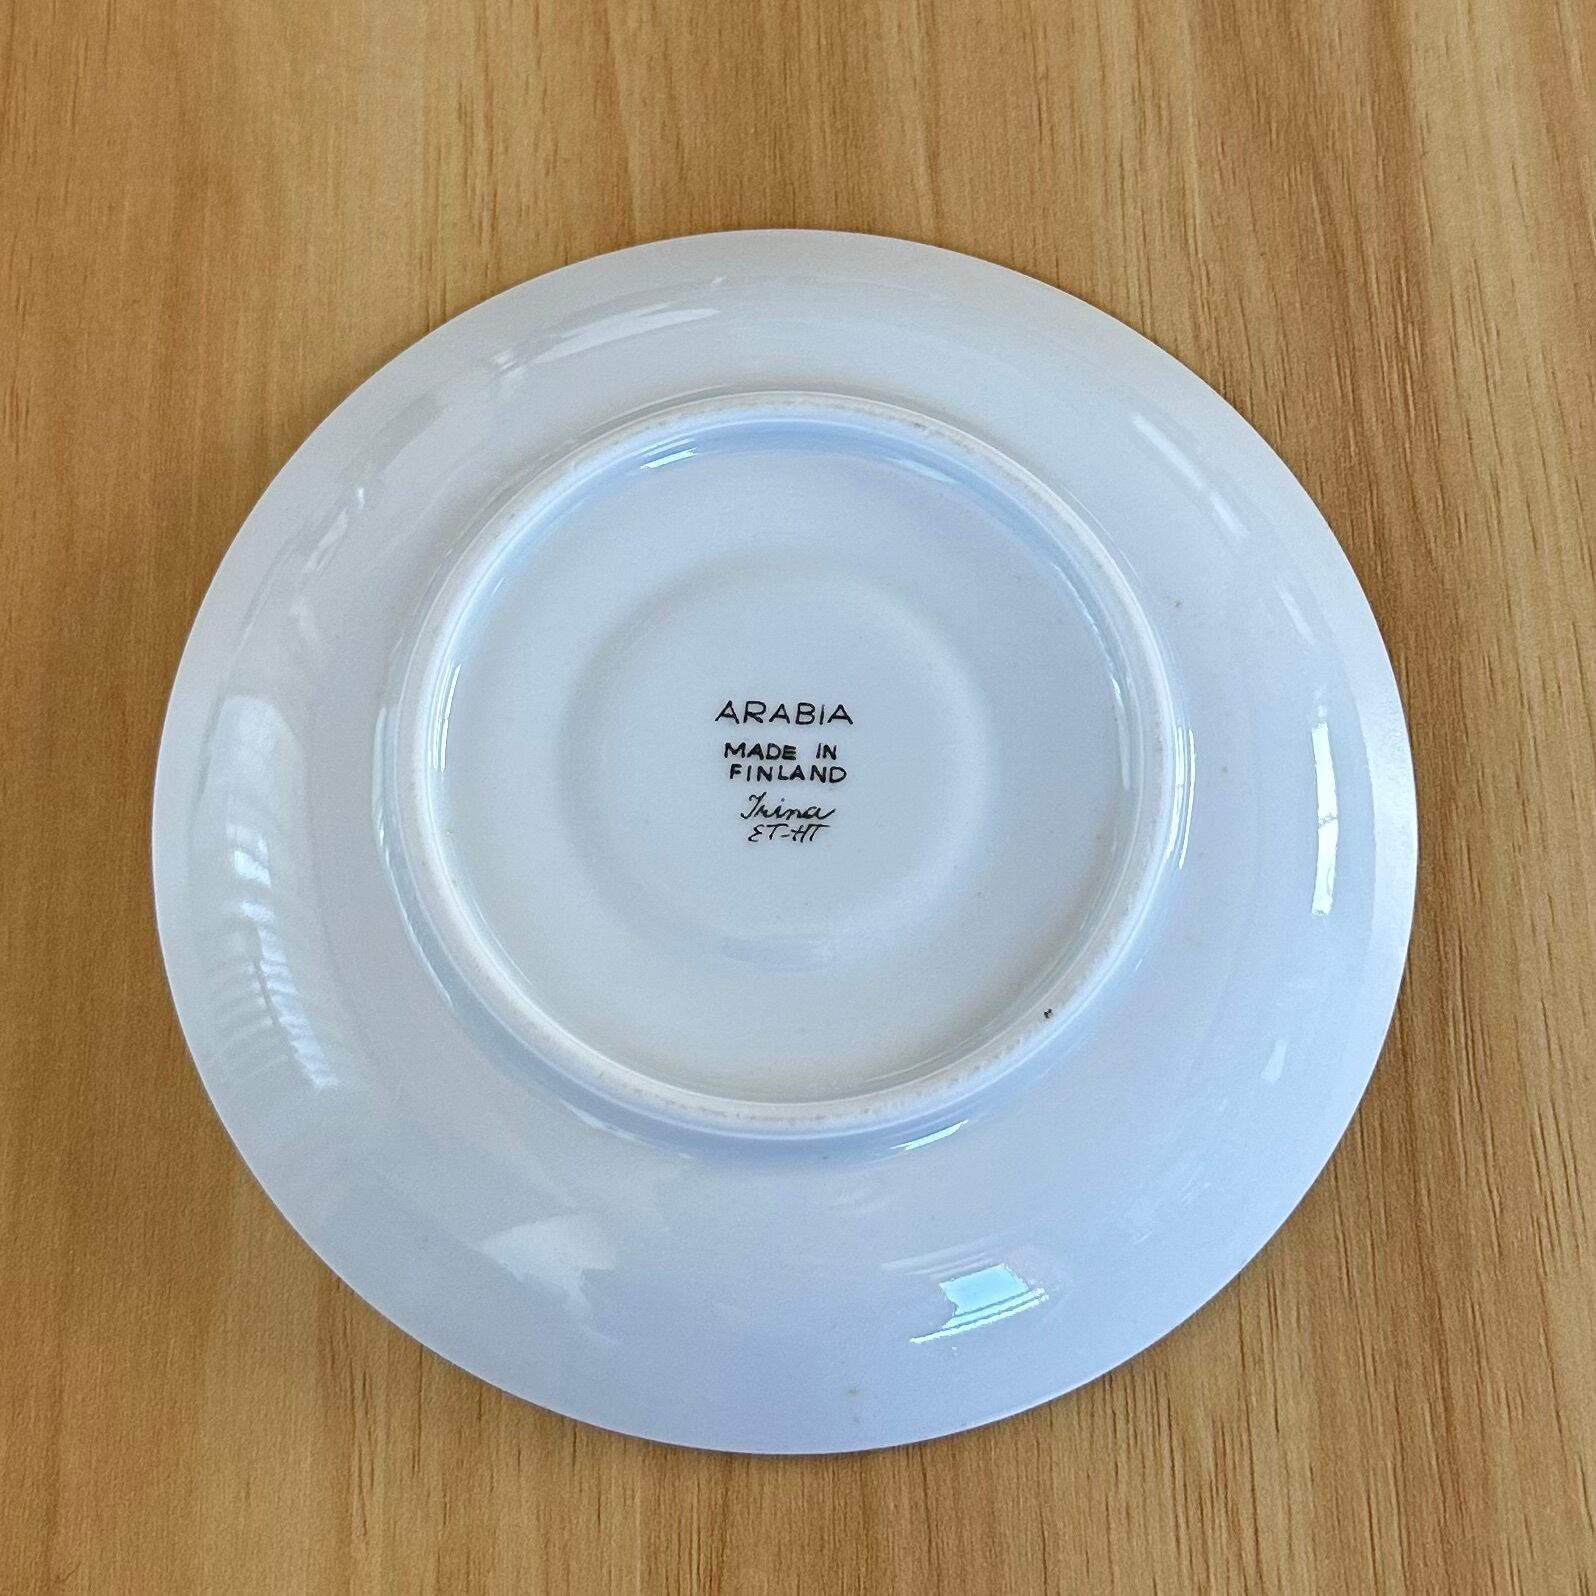 ARABIA
MADE IN
FINLAND
Irina
ET-HT